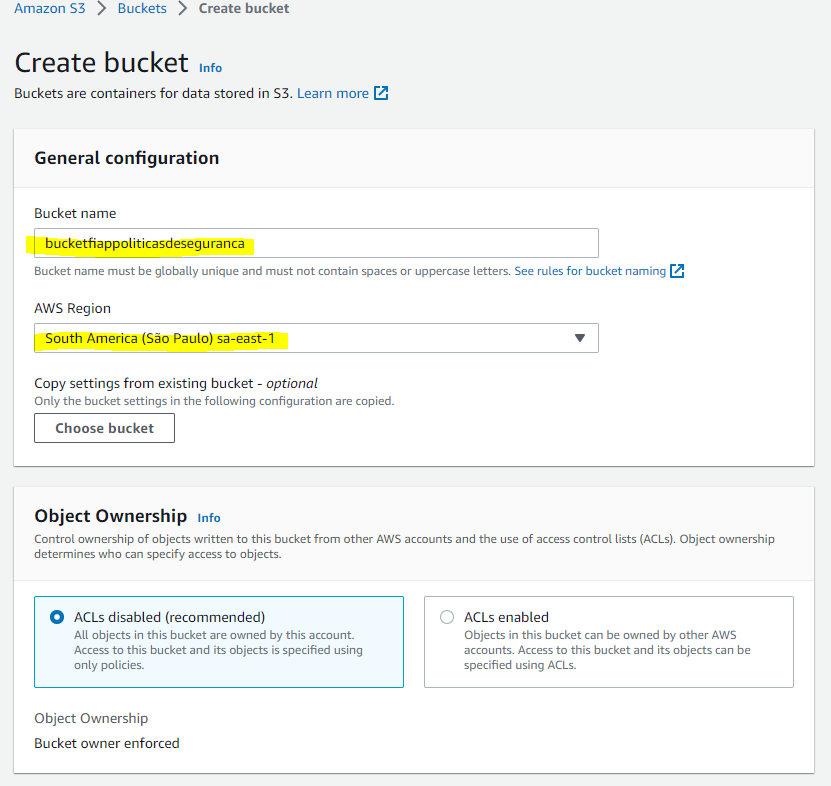 Amazon S3 > Buckets > Create bucket
Create bucket Info
Buckets are containers for data stored in S3. Learn more
General configuration
Bucket name
bucketfiappoliticasdeseguranca
Bucket name must be globally unique and must not contain spaces or uppercase letters. See rules for bucket naming
AWS Region
South America (São Paulo) sa-east-1
Copy settings from existing bucket - optional
Only the bucket settings in the following configuration are copied.
Choose bucket
Object Ownership Info
Control ownership of objects written to this bucket from other AWS accounts and the use of access control lists (ACLs). Object ownership
determines who can specify access to objects.
ACLs disabled (recommended)
All objects in this bucket are owned by this account.
Access to this bucket and its objects is specified using
only policies.
ACLs enabled
Objects in this bucket can be owned by other AWS
accounts. Access to this bucket and its objects can be
specified using ACLs.
Object Ownership
Bucket owner enforced